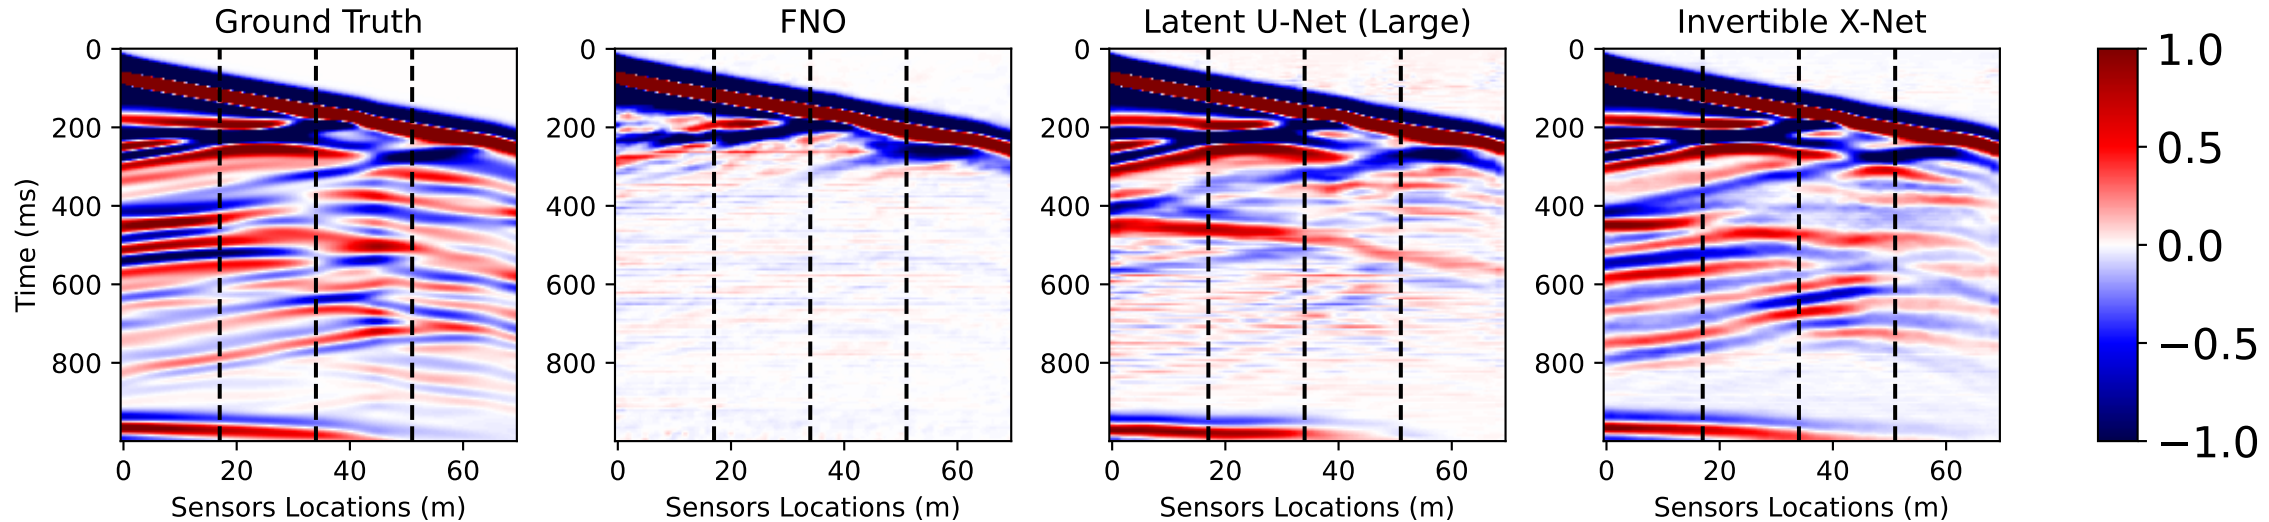 Ground Truth
FNO
Latent U-Net (Large)
Invertible X-Net
0
200
400
600
800
Time (ms)
0 20 40 60
Sensors Locations (m)
0
200
400
600
800
0 20 40 60
Sensors Locations (m)
0
200
400
600
800
0 20 40 60
Sensors Locations (m)
0
200
400
600
800
0 20 40 60
Sensors Locations (m)
1.0
0.5
0.0
−0.5
−1.0